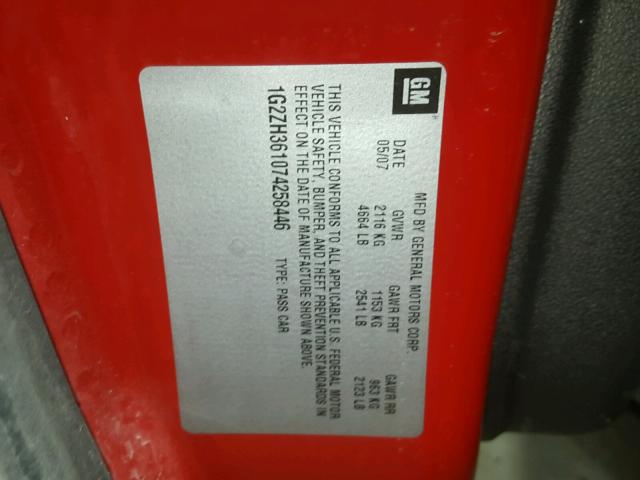 GM
MFD BY GENERAL MOTORS CORP.
DATE GVWR GAWR FRT GAWR RR
05/07 2116 KG 1153 KG 963 KG
4664 LB 2541 LB 2123 LB
THIS VEHICLE CONFORMS TO ALL APPLICABLE U.S. FEDERAL MOTOR
VEHICLE SAFETY, BUMPER, AND THEFT PREVENTION STANDARDS IN
EFFECT ON THE DATE OF MANUFACTURE SHOWN ABOVE.
1G2ZH361074258446 TYPE: PASS CAR